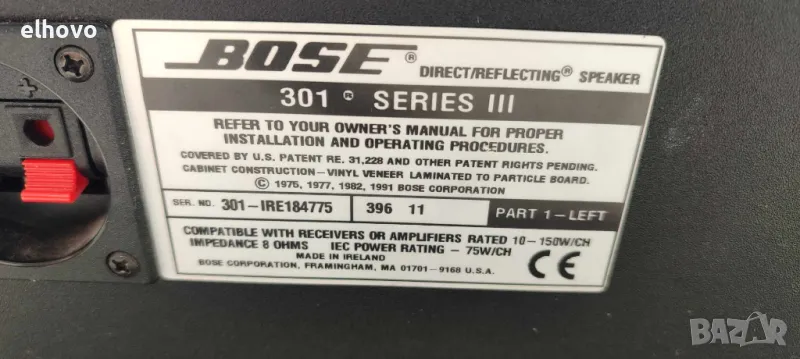 elhovo
+
BOSE® DIRECT/REFLECTING® SPEAKER
301® SERIES III
REFER TO YOUR OWNER'S MANUAL FOR PROPER
INSTALLATION AND OPERATING PROCEDURES.
COVERED BY U.S. PATENT RE. 31,228 AND OTHER PATENT RIGHTS PENDING.
CABINET CONSTRUCTION–VINYL VENEER LAMINATED TO PARTICLE BOARD.
© 1975, 1977, 1982, 1991 BOSE CORPORATION
SER. NO. 301-IRE184775 396 11 PART 1–LEFT
COMPATIBLE WITH RECEIVERS OR AMPLIFIERS RATED 10-150W/CH
IMPEDANCE 8 OHMS IEC POWER RATING – 75W/CH
MADE IN IRELAND
BOSE CORPORATION, FRAMINGHAM, MA 01701-9168 U.S.A.
CE
BAZAR
bg